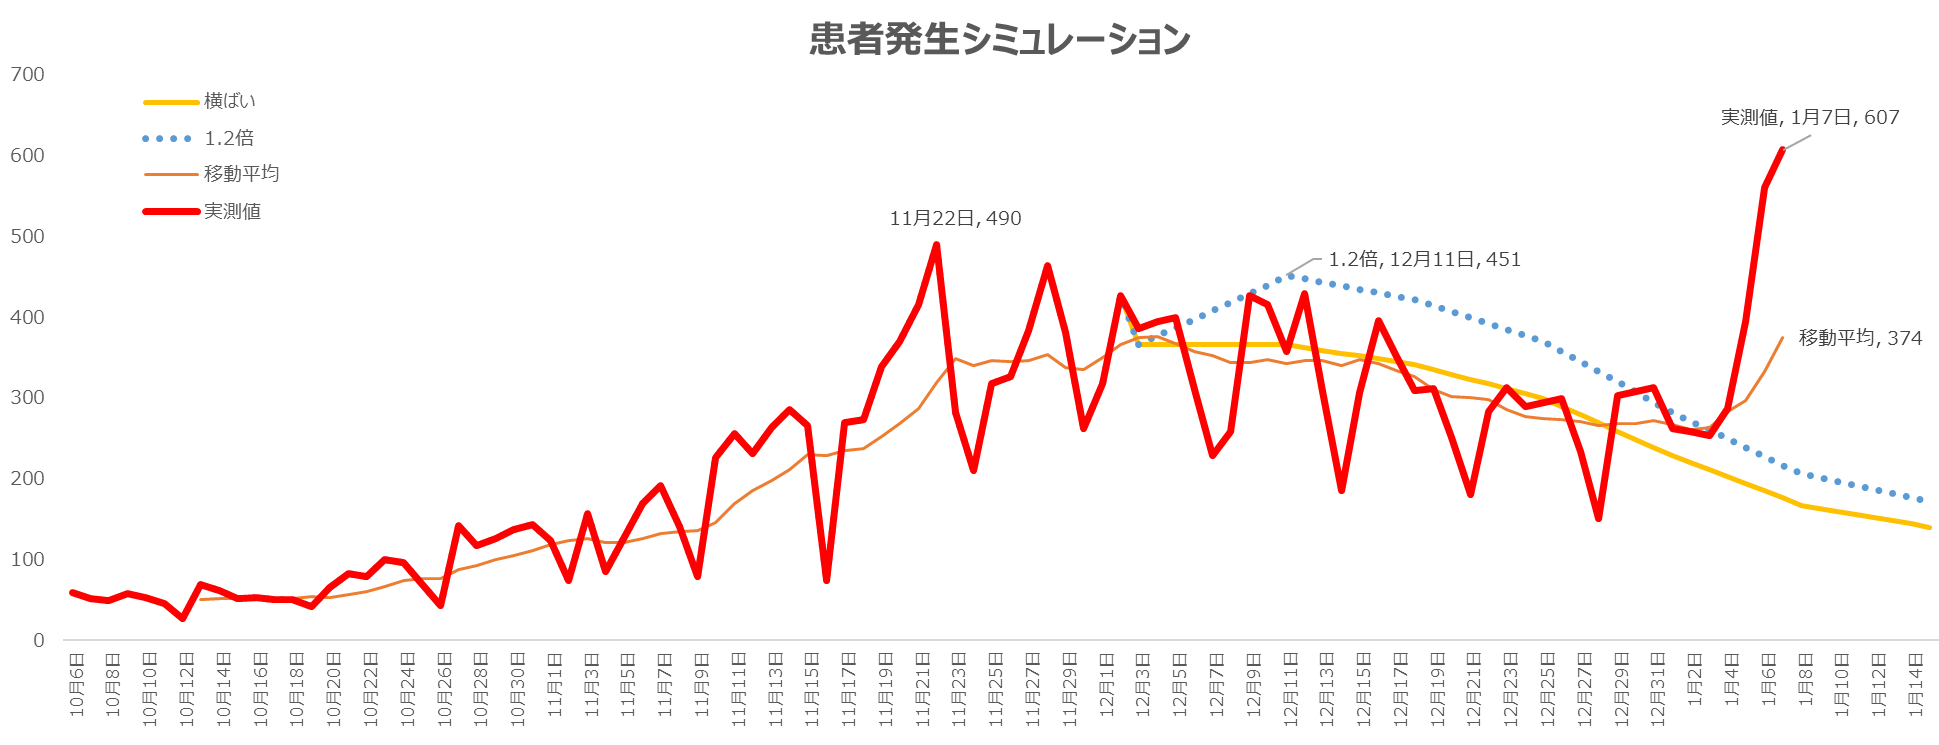 患者発生シミュレーション
700
600
500
400
300
200
100
0
横ばい
1.2倍
移動平均
実測値
11月22日, 490
1.2倍, 12月11日, 451
実測値, 1月7日, 607
移動平均, 374
10月6日
10月8日
10月10日
10月12日
10月14日
10月16日
10月18日
10月20日
10月22日
10月24日
10月26日
10月28日
10月30日
11月1日
11月3日
11月5日
11月7日
11月9日
11月11日
11月13日
11月15日
11月17日
11月19日
11月21日
11月23日
11月25日
11月27日
11月29日
12月1日
12月3日
12月5日
12月7日
12月9日
12月11日
12月13日
12月15日
12月17日
12月19日
12月21日
12月23日
12月25日
12月27日
12月29日
12月31日
1月2日
1月4日
1月6日
1月8日
1月10日
1月12日
1月14日